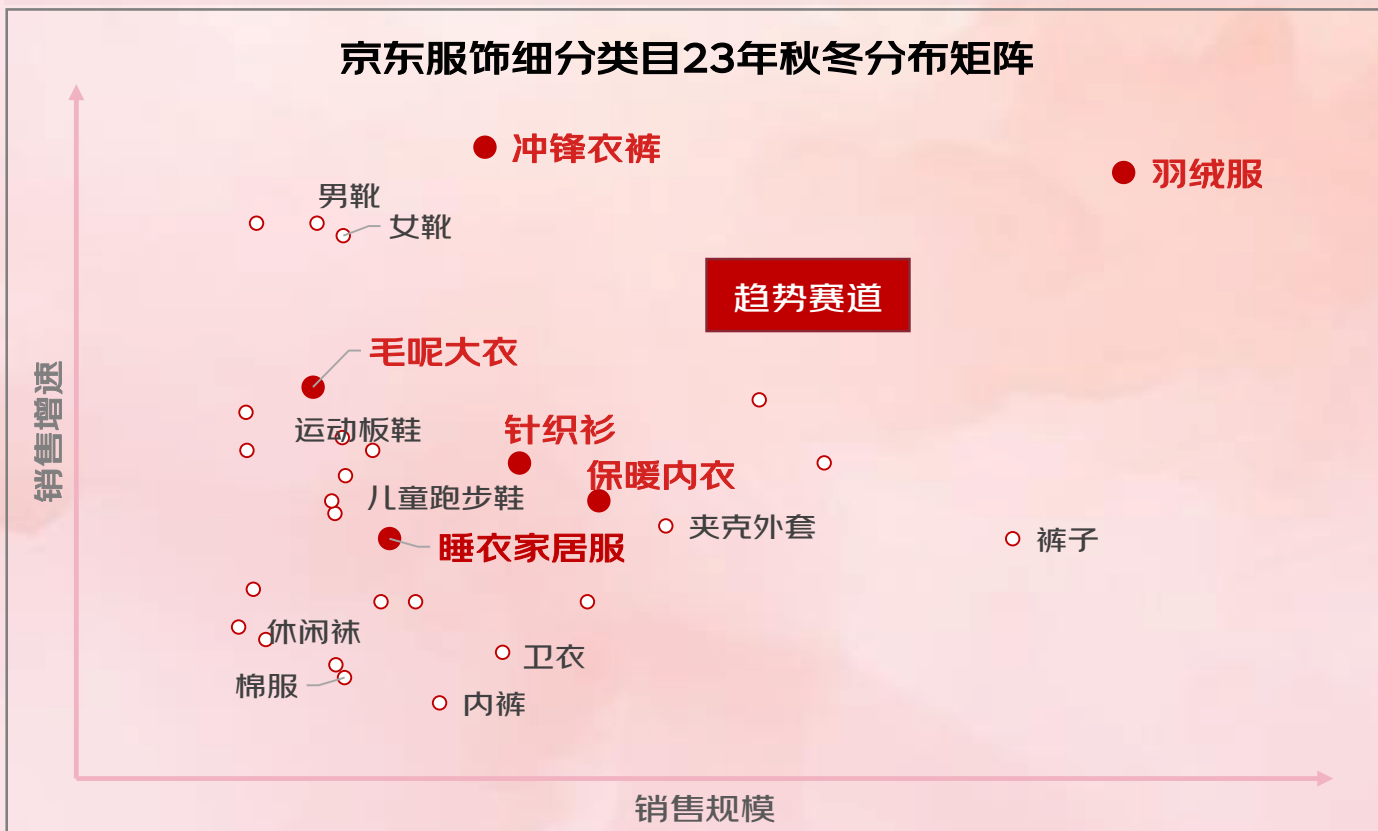 京东服饰细分类目23年秋冬分布矩阵
冲锋衣裤
羽绒服
男靴
女靴
趋势赛道
毛呢大衣
运动板鞋
针织衫
保暖内衣
儿童跑步鞋
夹克外套
裤子
睡衣家居服
休闲袜
卫衣
棉服
内裤
销售增速
销售规模